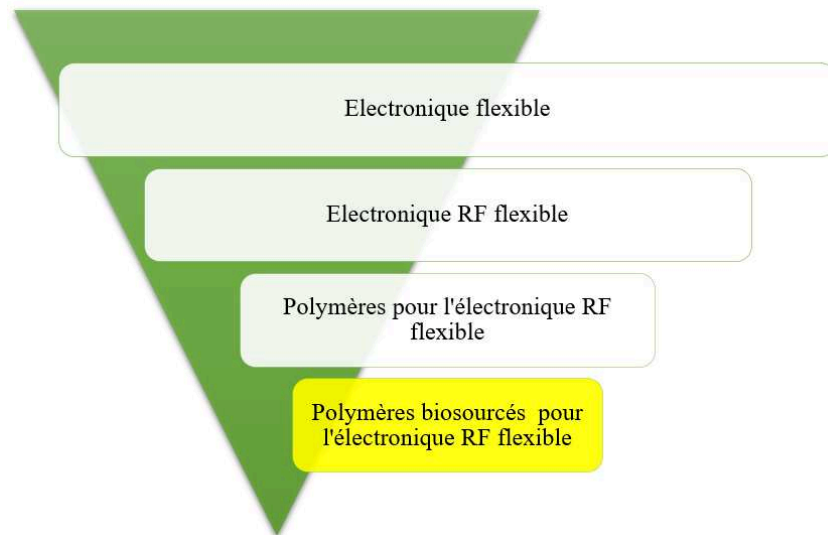 Electronique flexible
Electronique RF flexible
Polymères pour l'électronique RF
flexible
Polymères biosourcés pour
l'électronique RF flexible